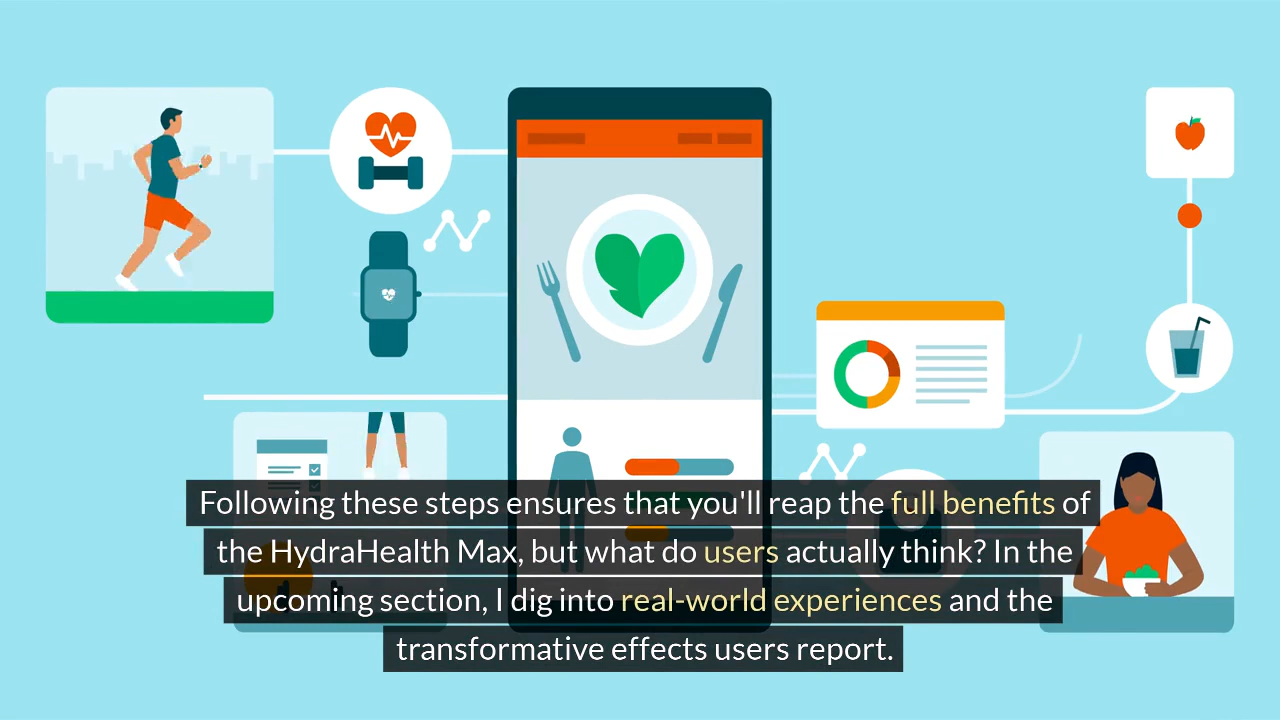 Following these steps ensures that you'll reap the full benefits of
the HydraHealth Max, but what do users actually think? In the
upcoming section, I dig into real-world experiences and the
transformative effects users report.